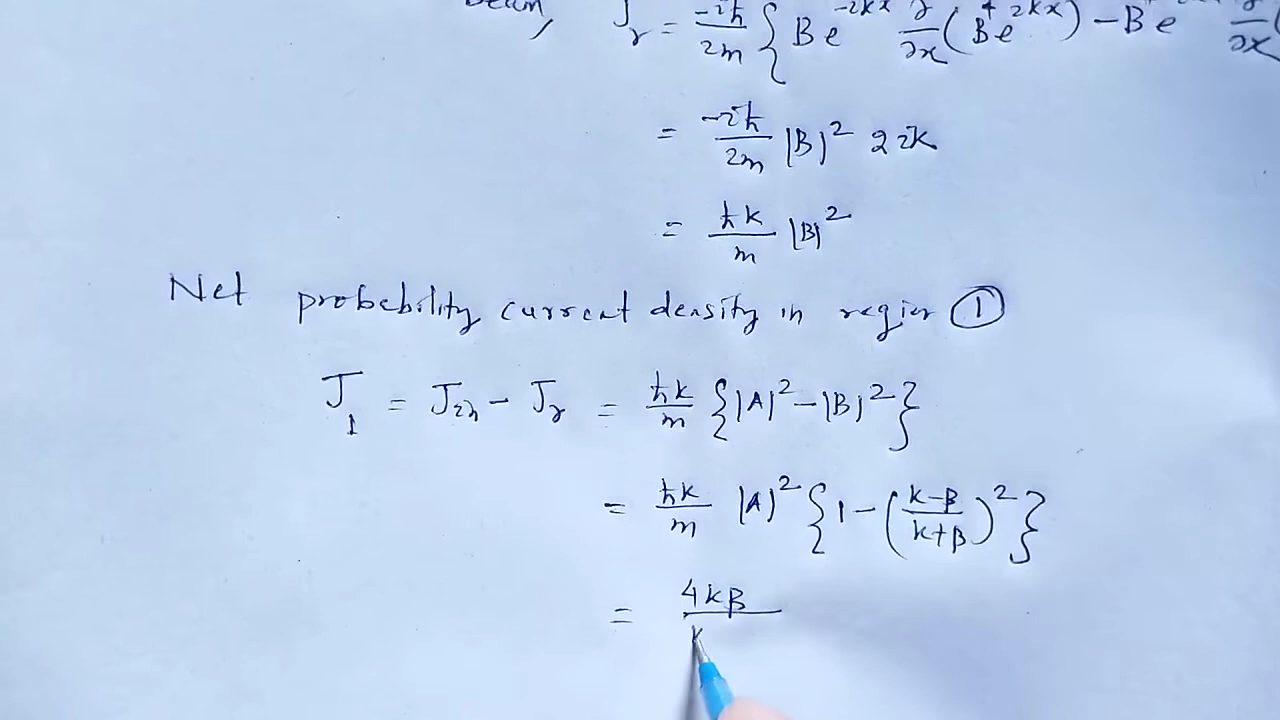 beam, J_r = -iħ/2m { B e^{-ikx} ∂/∂x (B* e^{ikx}) - B* e ∂/∂x (
= -iħ/2m |B|² 2ik
= ħk/m |B|²
Net probability current density in region ①
J_1 = J_in - J_r = ħk/m {|A|² - |B|²}
= ħk/m |A|² {1 - (k-β/k+β)²}
= 4kβ/k